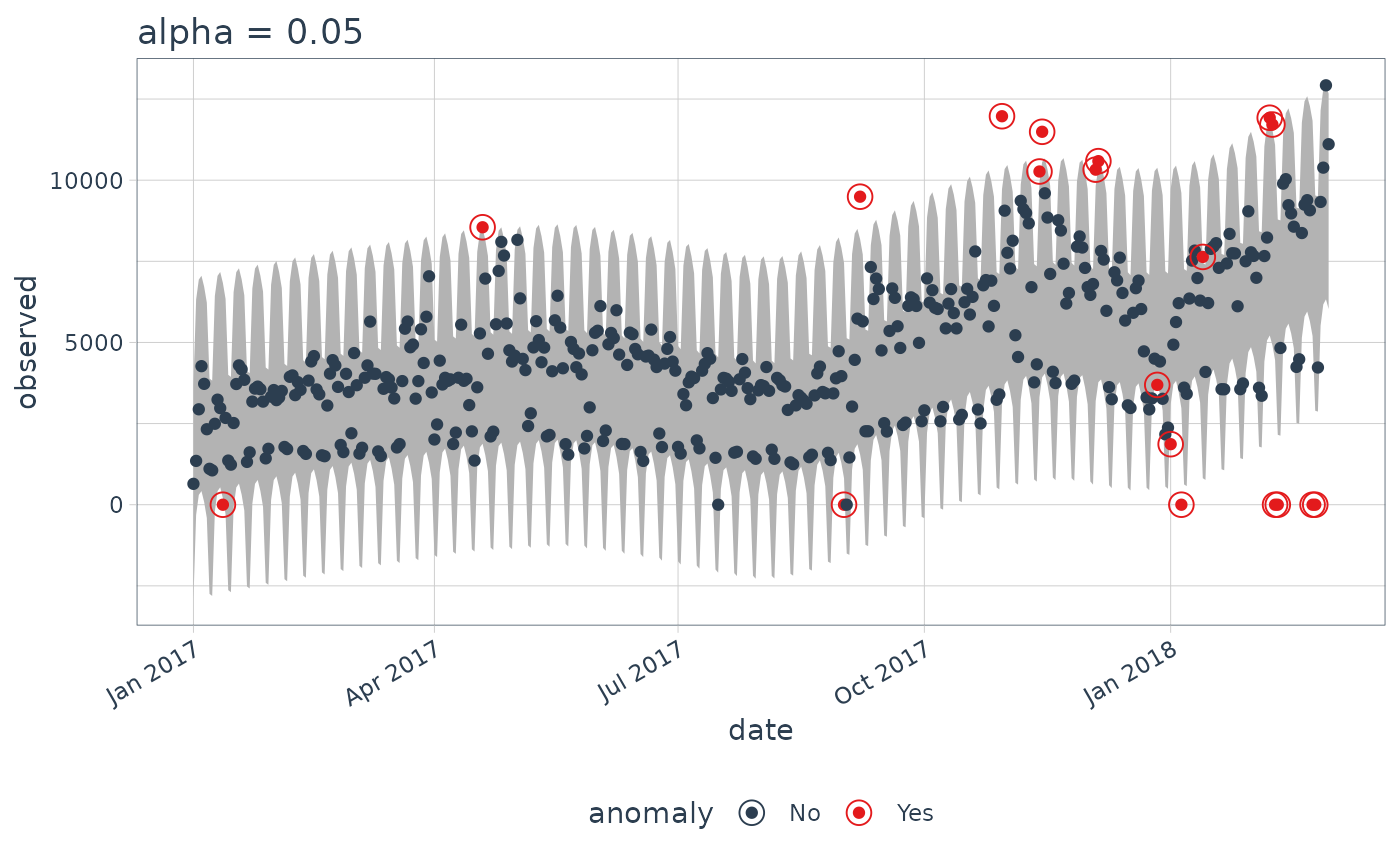 alpha = 0.05
observed
10000
5000
0
Jan 2017
Apr 2017
Jul 2017
Oct 2017
Jan 2018
date
anomaly No Yes